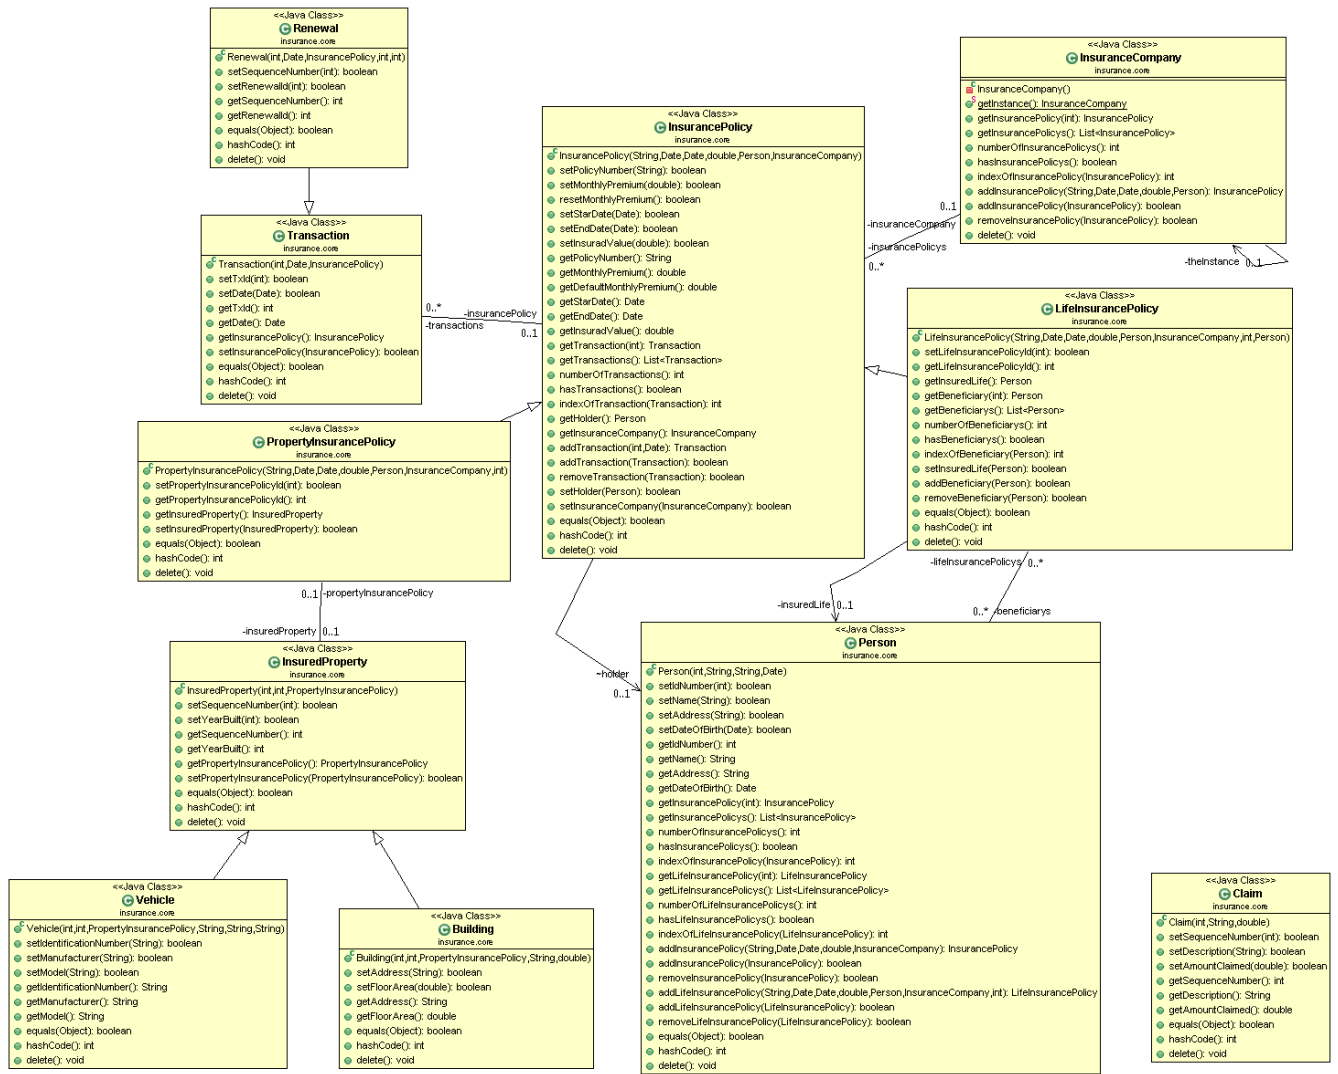 <<Java Class>>
Renewal
insurance.core
Renewal(int,Date,InsurancePolicy,int,int)
setSequenceNumber(int): boolean
setRenewalId(int): boolean
getSequenceNumber(): int
getRenewalId(): int
equals(Object): boolean
hashCode(): int
delete(): void
<<Java Class>>
InsuranceCompany
insurance.core
InsuranceCompany()
getInstance(): InsuranceCompany
getInsurancePolicy(int): InsurancePolicy
getInsurancePolicys(): List<InsurancePolicy>
numberOfInsurancePolicys(): int
hasInsurancePolicys(): boolean
indexOfInsurancePolicy(InsurancePolicy): int
addInsurancePolicy(String,Date,Date,double,Person): InsurancePolicy
addInsurancePolicy(InsurancePolicy): boolean
removeInsurancePolicy(InsurancePolicy): boolean
delete(): void
-theInstance 0..1
<<Java Class>>
InsurancePolicy
insurance.core
InsurancePolicy(String,Date,Date,double,Person,InsuranceCompany)
setPolicyNumber(String): boolean
setMonthlyPremium(double): boolean
resetMonthlyPremium(): boolean
setStarDate(Date): boolean
setEndDate(Date): boolean
setInsuradValue(double): boolean
getPolicyNumber(): String
getMonthlyPremium(): double
getDefaultMonthlyPremium(): double
getStarDate(): Date
getEndDate(): Date
getInsuradValue(): double
getTransaction(int): Transaction
getTransactions(): List<Transaction>
numberOfTransactions(): int
hasTransactions(): boolean
indexOfTransaction(Transaction): int
getHolder(): Person
getInsuranceCompany(): InsuranceCompany
addTransaction(int,Date): Transaction
addTransaction(Transaction): boolean
removeTransaction(Transaction): boolean
setHolder(Person): boolean
setInsuranceCompany(InsuranceCompany): boolean
equals(Object): boolean
hashCode(): int
delete(): void
0..1
-insuranceCompany
-insurancePolicys
0..*
<<Java Class>>
Transaction
insurance.core
Transaction(int,Date,InsurancePolicy)
setTxId(int): boolean
setDate(Date): boolean
getTxId(): int
getDate(): Date
getInsurancePolicy(): InsurancePolicy
setInsurancePolicy(InsurancePolicy): boolean
equals(Object): boolean
hashCode(): int
delete(): void
0..*
-insurancePolicy
-transactions
0..1
<<Java Class>>
LifeInsurancePolicy
insurance.core
LifeInsurancePolicy(String,Date,Date,double,Person,InsuranceCompany,int,Person)
setLifeInsurancePolicyId(int): boolean
getLifeInsurancePolicyId(): int
getInsuredLife(): Person
getBeneficiary(int): Person
getBeneficiarys(): List<Person>
numberOfBeneficiarys(): int
hasBeneficiarys(): boolean
indexOfBeneficiary(Person): int
setInsuredLife(Person): boolean
addBeneficiary(Person): boolean
removeBeneficiary(Person): boolean
equals(Object): boolean
hashCode(): int
delete(): void
<<Java Class>>
PropertyInsurancePolicy
insurance.core
PropertyInsurancePolicy(String,Date,Date,double,Person,InsuranceCompany,int)
setPropertyInsurancePolicyId(int): boolean
getPropertyInsurancePolicyId(): int
getInsuredProperty(): InsuredProperty
setInsuredProperty(InsuredProperty): boolean
equals(Object): boolean
hashCode(): int
delete(): void
0..1 -propertyInsurancePolicy
-insuredProperty 0..1
-lifeInsurancePolicys 0..*
-insuredLife 0..1
0..* -beneficiarys
~holder
0..1
<<Java Class>>
InsuredProperty
insurance.core
InsuredProperty(int,int,PropertyInsurancePolicy)
setSequenceNumber(int): boolean
setYearBuilt(int): boolean
getSequenceNumber(): int
getYearBuilt(): int
getPropertyInsurancePolicy(): PropertyInsurancePolicy
setPropertyInsurancePolicy(PropertyInsurancePolicy): boolean
equals(Object): boolean
hashCode(): int
delete(): void
<<Java Class>>
Person
insurance.core
Person(int,String,String,Date)
setIdNumber(int): boolean
setName(String): boolean
setAddress(String): boolean
setDateOfBirth(Date): boolean
getIdNumber(): int
getName(): String
getAddress(): String
getDateOfBirth(): Date
getInsurancePolicy(int): InsurancePolicy
getInsurancePolicys(): List<InsurancePolicy>
numberOfInsurancePolicys(): int
hasInsurancePolicys(): boolean
indexOfInsurancePolicy(InsurancePolicy): int
getLifeInsurancePolicy(int): LifeInsurancePolicy
getLifeInsurancePolicys(): List<LifeInsurancePolicy>
numberOfLifeInsurancePolicys(): int
hasLifeInsurancePolicys(): boolean
indexOfLifeInsurancePolicy(LifeInsurancePolicy): int
addInsurancePolicy(String,Date,Date,double,InsuranceCompany): InsurancePolicy
addInsurancePolicy(InsurancePolicy): boolean
removeInsurancePolicy(InsurancePolicy): boolean
addLifeInsurancePolicy(String,Date,Date,double,Person,InsuranceCompany,int): LifeInsurancePolicy
addLifeInsurancePolicy(LifeInsurancePolicy): boolean
removeLifeInsurancePolicy(LifeInsurancePolicy): boolean
equals(Object): boolean
hashCode(): int
delete(): void
<<Java Class>>
Vehicle
insurance.core
Vehicle(int,int,PropertyInsurancePolicy,String,String,String)
setIdentificationNumber(String): boolean
setManufacturer(String): boolean
setModel(String): boolean
getIdentificationNumber(): String
getManufacturer(): String
getModel(): String
equals(Object): boolean
hashCode(): int
delete(): void
<<Java Class>>
Building
insurance.core
Building(int,int,PropertyInsurancePolicy,String,double)
setAddress(String): boolean
setFloorArea(double): boolean
getAddress(): String
getFloorArea(): double
equals(Object): boolean
hashCode(): int
delete(): void
<<Java Class>>
Claim
insurance.core
Claim(int,String,double)
setSequenceNumber(int): boolean
setDescription(String): boolean
setAmountClaimed(double): boolean
getSequenceNumber(): int
getDescription(): String
getAmountClaimed(): double
equals(Object): boolean
hashCode(): int
delete(): void